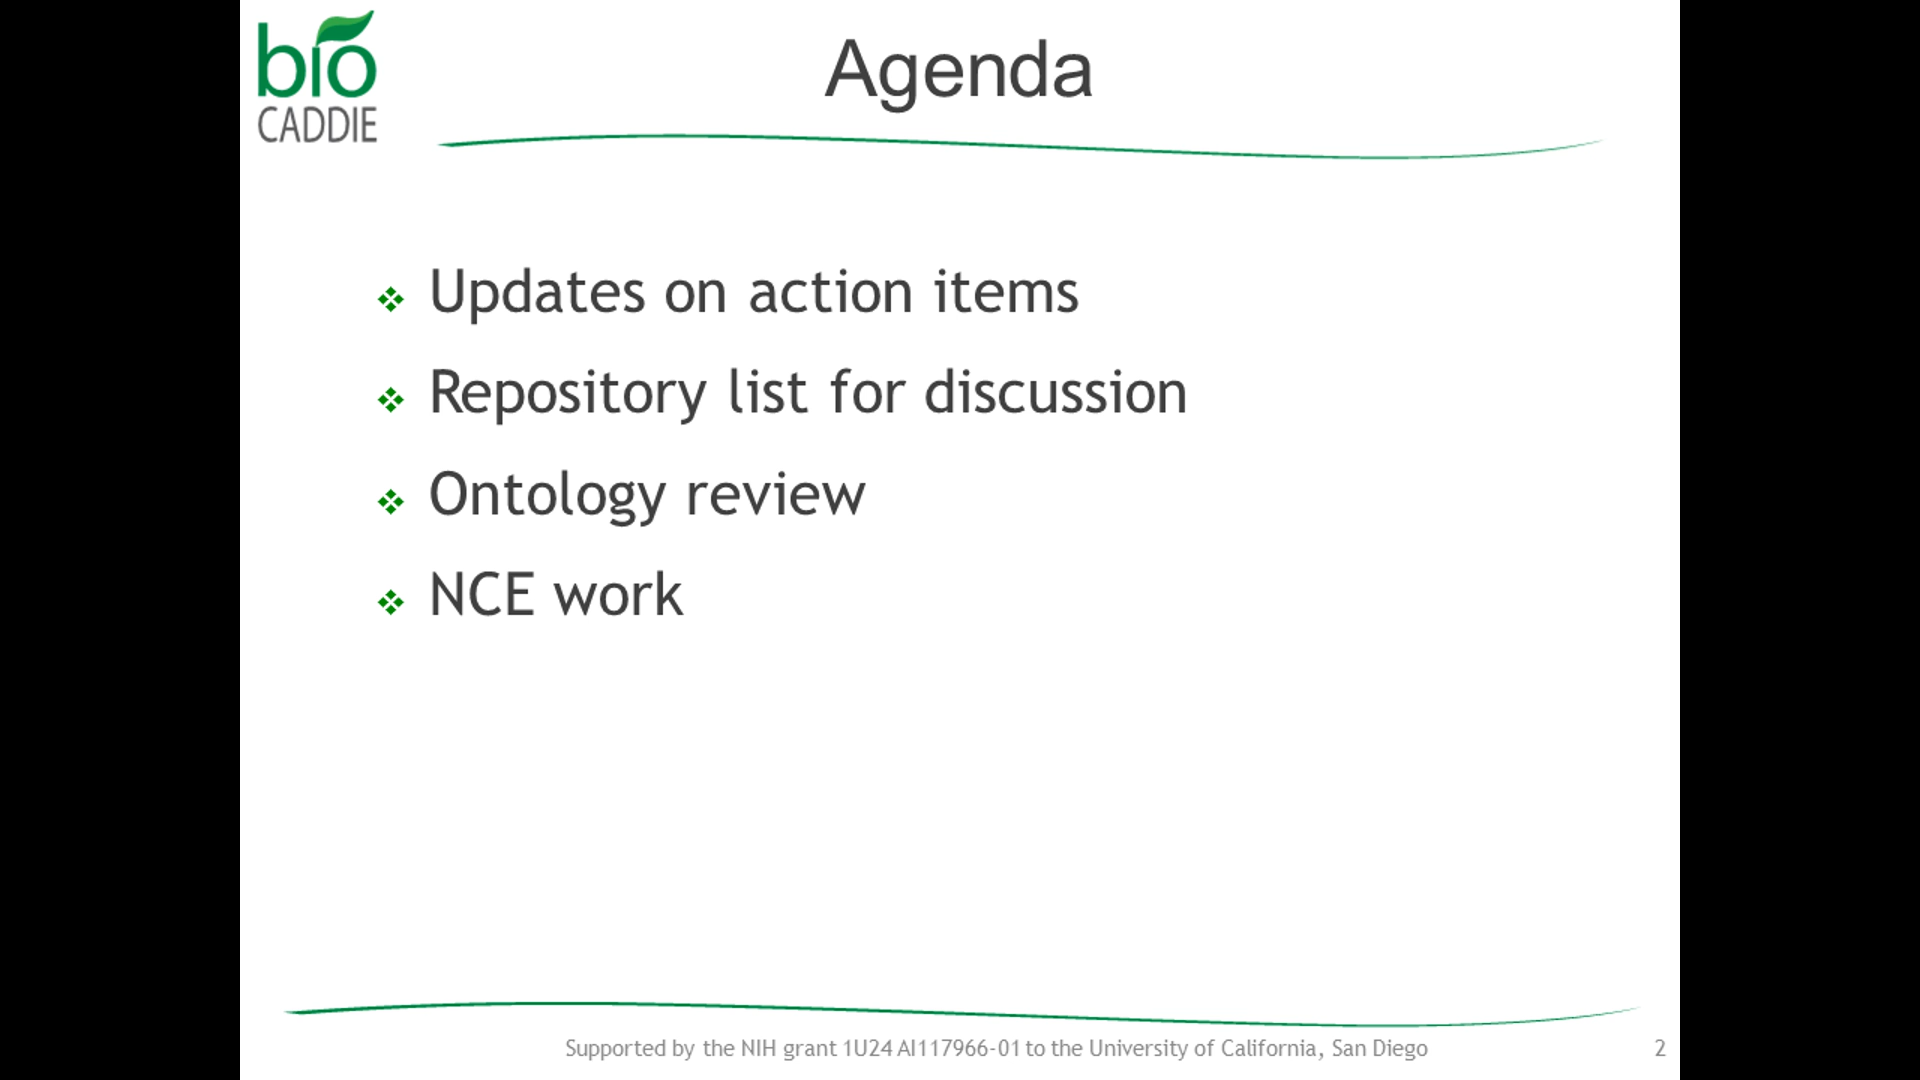 bio
CADDIE
Agenda
Updates on action items
Repository list for discussion
Ontology review
NCE work
Supported by the NIH grant 1U24 AI117966-01 to the University of California, San Diego
2